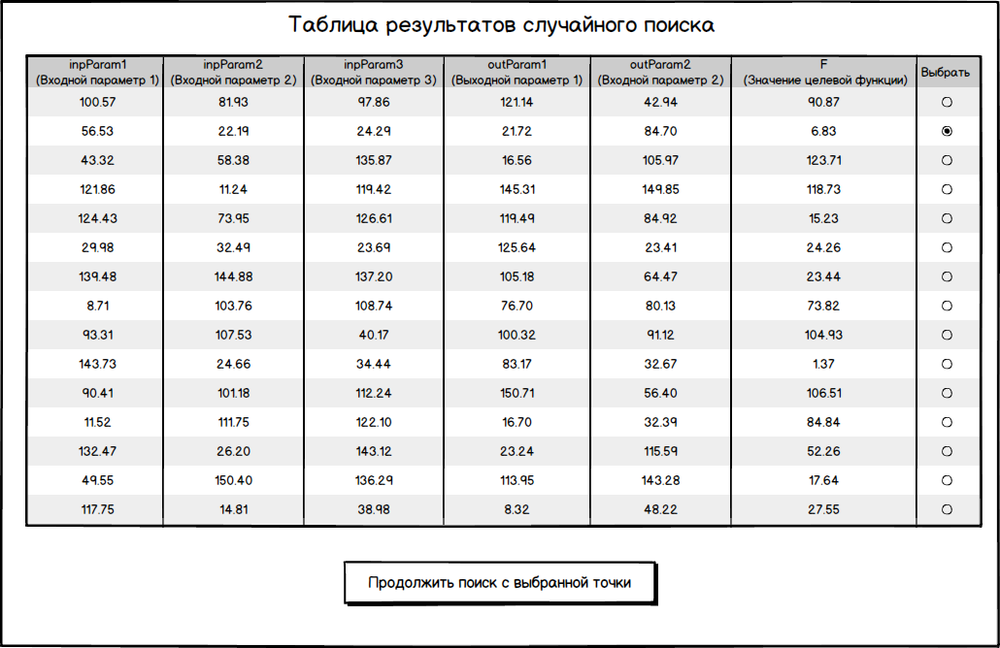 Таблица результатов случайного поиска
inpParam1 inpParam2 inpParam3 outParam1 outParam2 F Выбрать
(Входной параметр 1) (Входной параметр 2) (Входной параметр 3) (Выходной параметр 1) (Входной параметр 2) (Значение целевой функции)
100.57 81.93 97.86 121.14 42.94 90.87
56.53 22.19 24.29 21.72 84.70 6.83
43.32 58.38 135.87 16.56 105.97 123.71
121.86 11.24 119.42 145.31 149.85 118.73
124.43 73.95 126.61 119.49 84.92 15.23
29.98 32.49 23.69 125.64 23.41 24.26
139.48 144.88 137.20 105.18 64.47 23.44
8.71 103.76 108.74 76.70 80.13 73.82
93.31 107.53 40.17 100.32 91.12 104.93
143.73 24.66 34.44 83.17 32.67 1.37
90.41 101.18 112.24 150.71 56.40 106.51
11.52 111.75 122.10 16.70 32.39 84.84
132.47 26.20 143.12 23.24 115.59 52.26
49.55 150.40 136.29 113.95 143.28 17.64
117.75 14.81 38.98 8.32 48.22 27.55
Продолжить поиск с выбранной точки